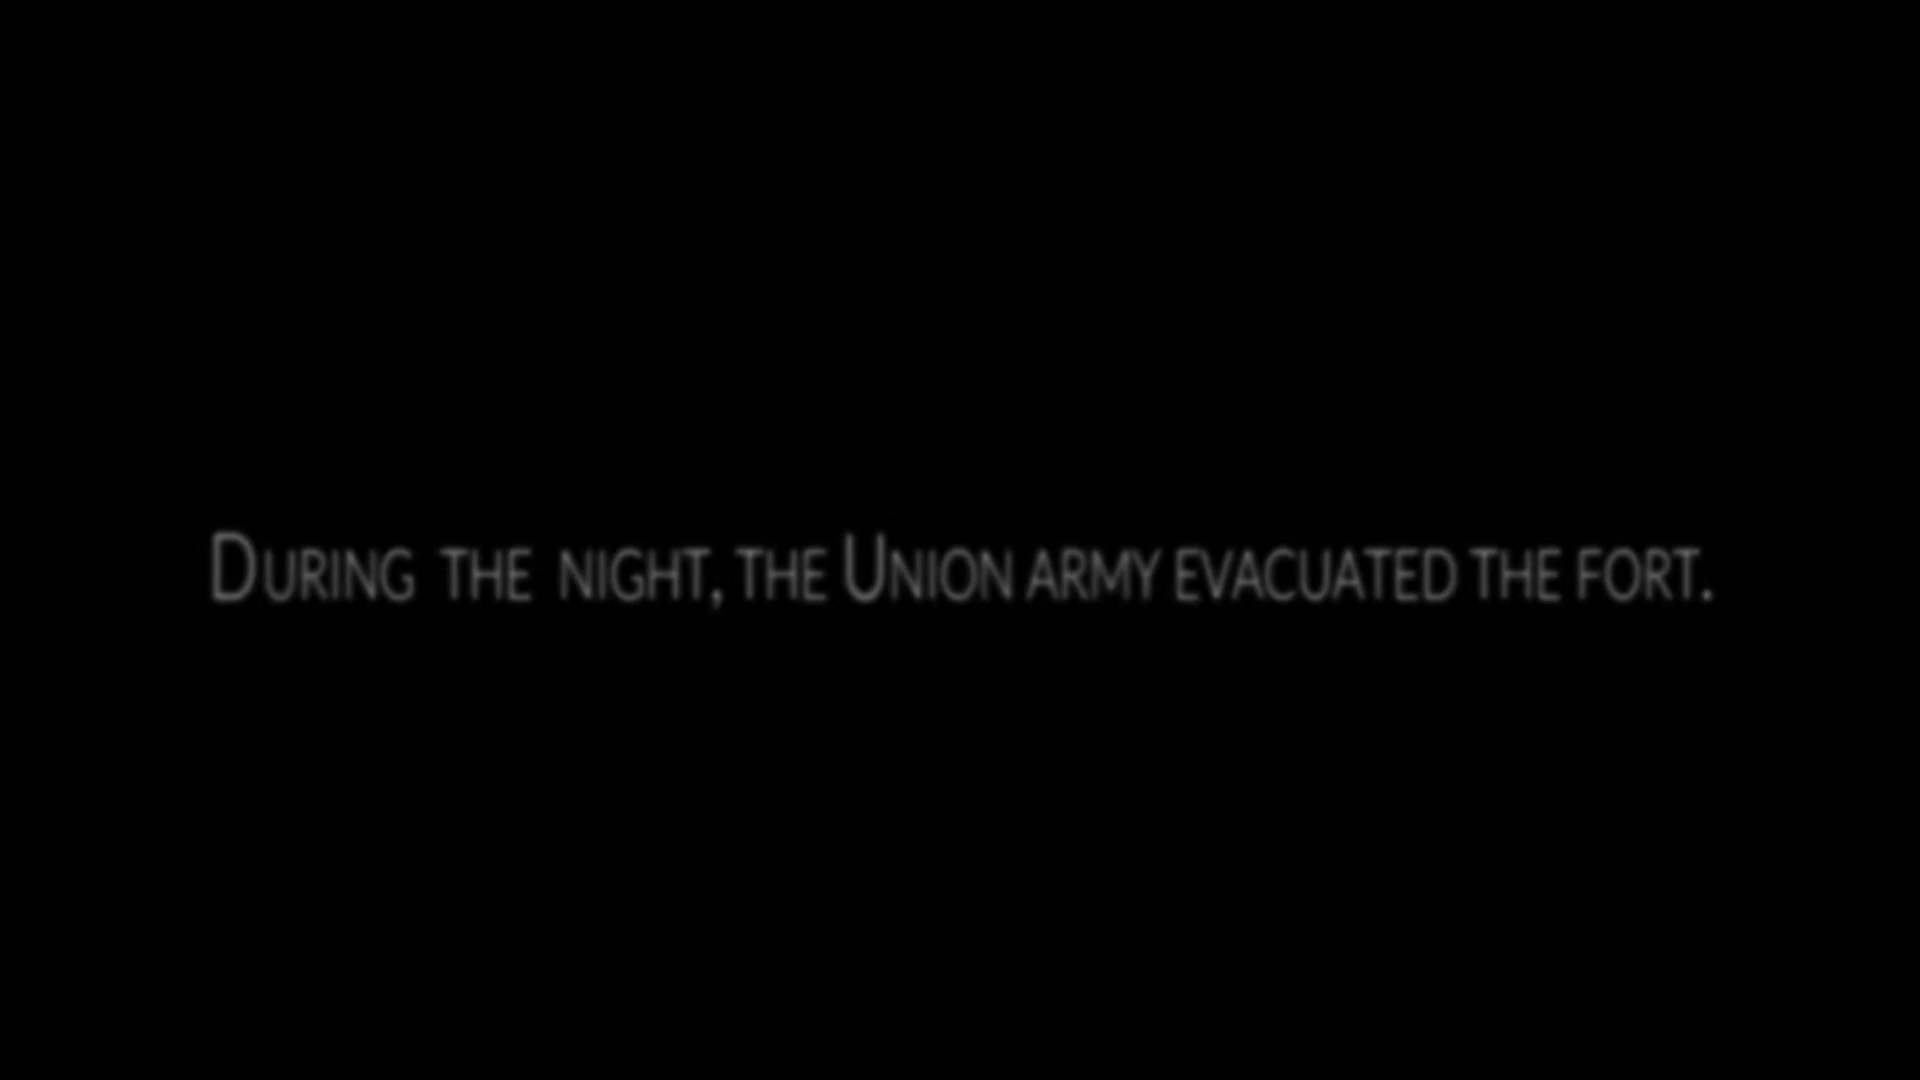 During the night, the Union army evacuated the fort.